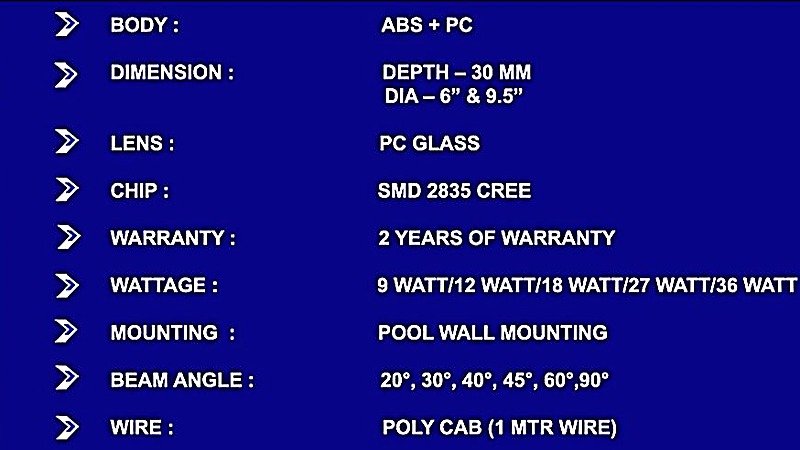 BODY : ABS + PC
DIMENSION : DEPTH – 30 MM
DIA – 6” & 9.5”
LENS : PC GLASS
CHIP : SMD 2835 CREE
WARRANTY : 2 YEARS OF WARRANTY
WATTAGE : 9 WATT/12 WATT/18 WATT/27 WATT/36 WATT
MOUNTING : POOL WALL MOUNTING
BEAM ANGLE : 20°, 30°, 40°, 45°, 60°,90°
WIRE : POLY CAB (1 MTR WIRE)